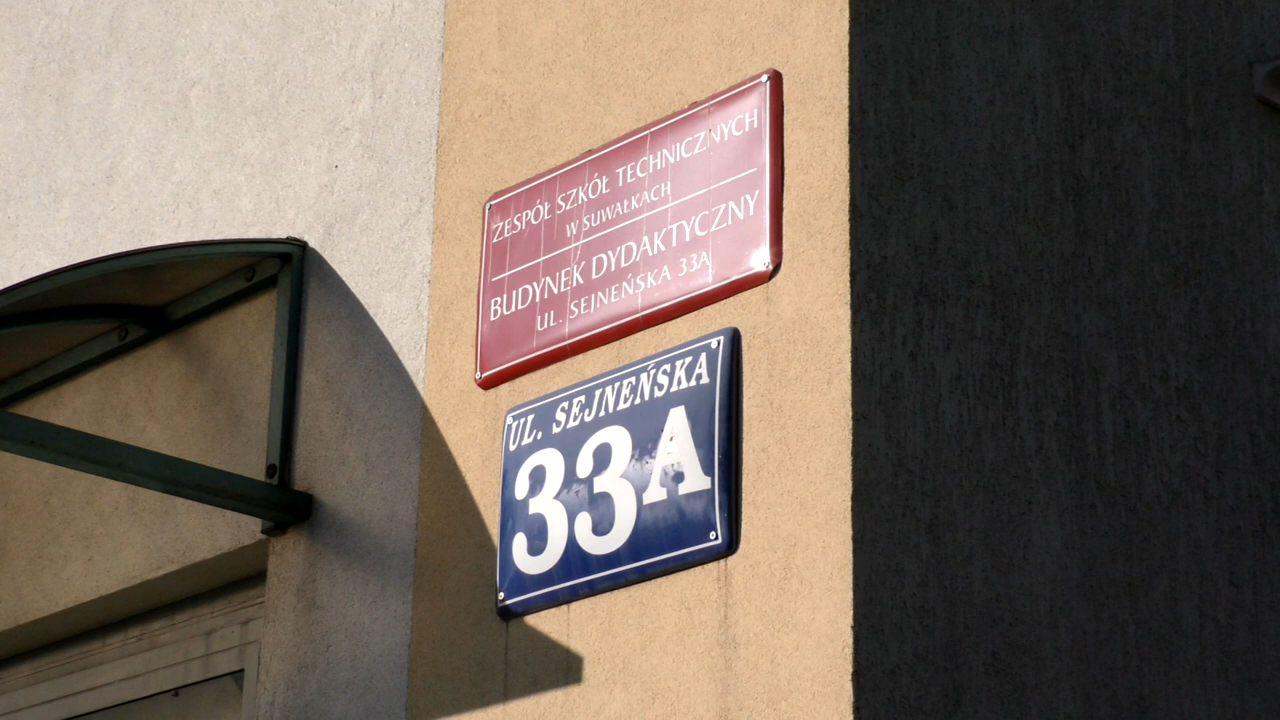 ZESPÓŁ SZKÓŁ TECHNICZNYCH
W SUWAŁKACH
BUDYNEK DYDAKTYCZNY
UL. SEJNEŃSKA 33A
UL. SEJNEŃSKA
33A